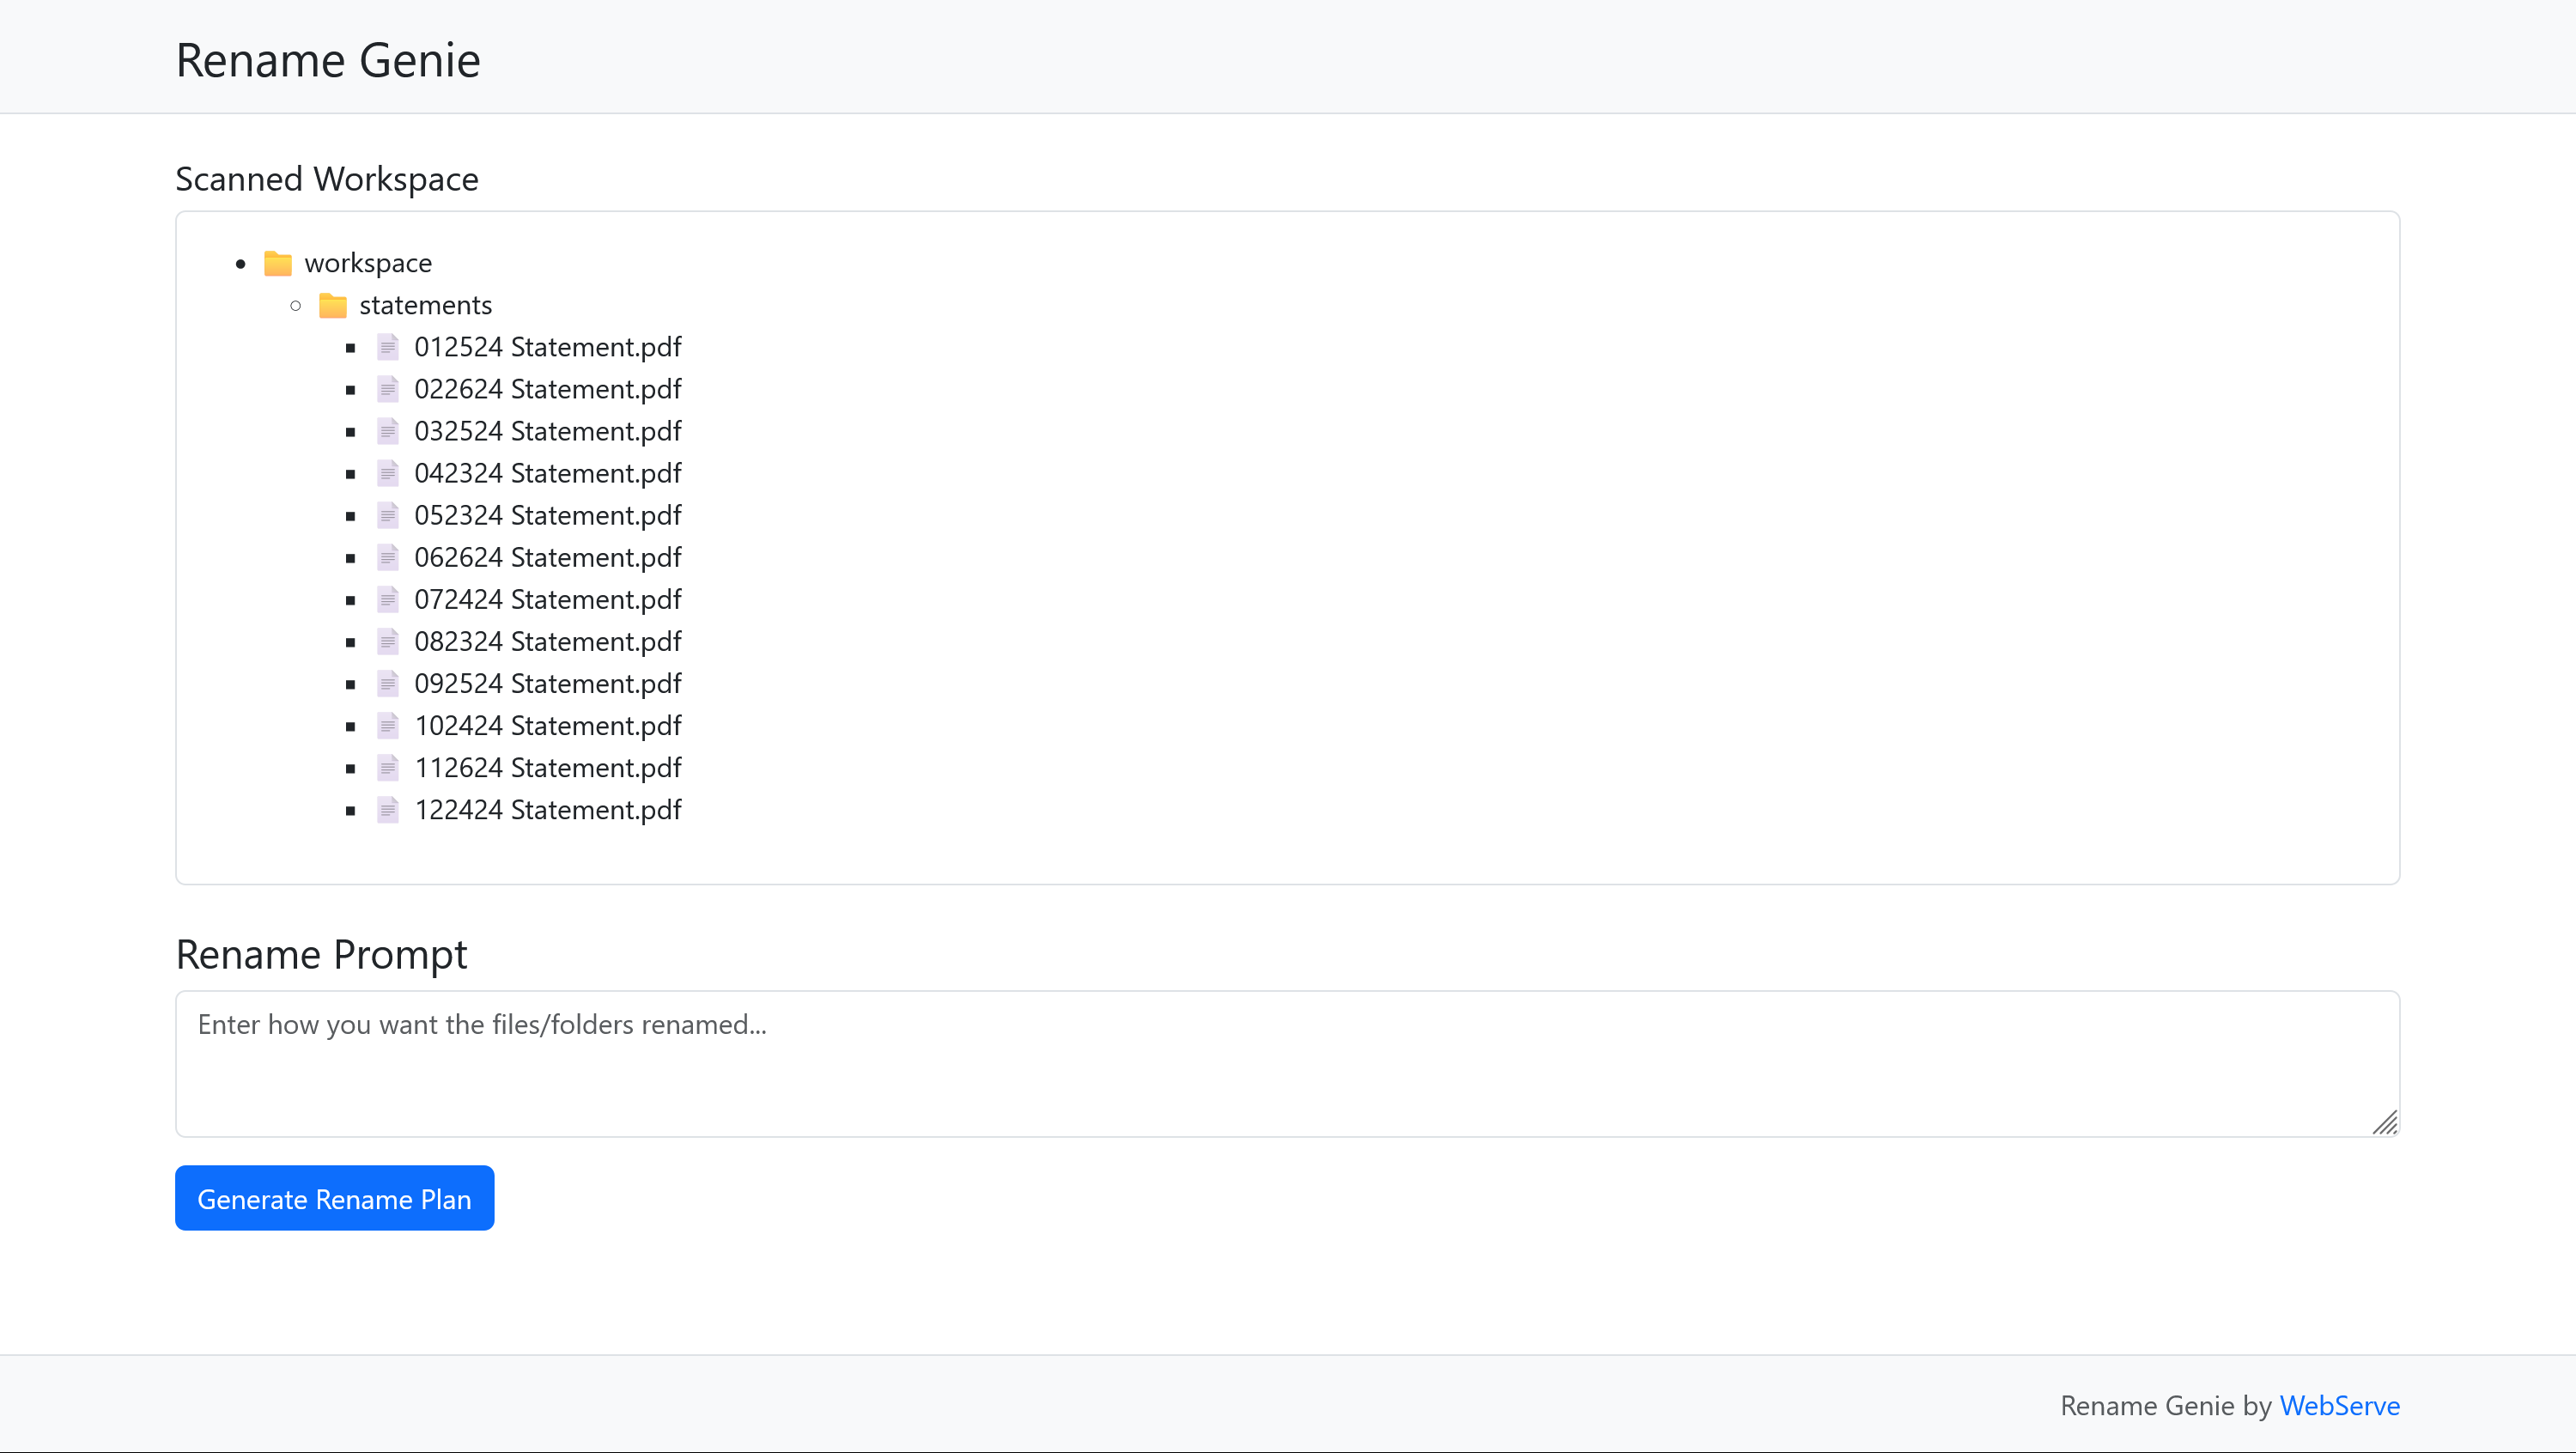 Rename Genie
Scanned Workspace
workspace
statements
012524 Statement.pdf
022624 Statement.pdf
032524 Statement.pdf
042324 Statement.pdf
052324 Statement.pdf
062624 Statement.pdf
072424 Statement.pdf
082324 Statement.pdf
092524 Statement.pdf
102424 Statement.pdf
112624 Statement.pdf
122424 Statement.pdf
Rename Prompt
Enter how you want the files/folders renamed...
Generate Rename Plan
Rename Genie by WebServe